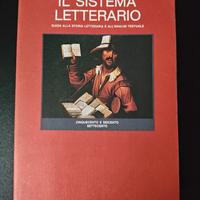 IL SISTEMA
LETTERARIO
GUIDA ALLA STORIA LETTERARIA E ALL'ANALISI TESTUALE
CINQUECENTO E SEICENTO
SETTECENTO